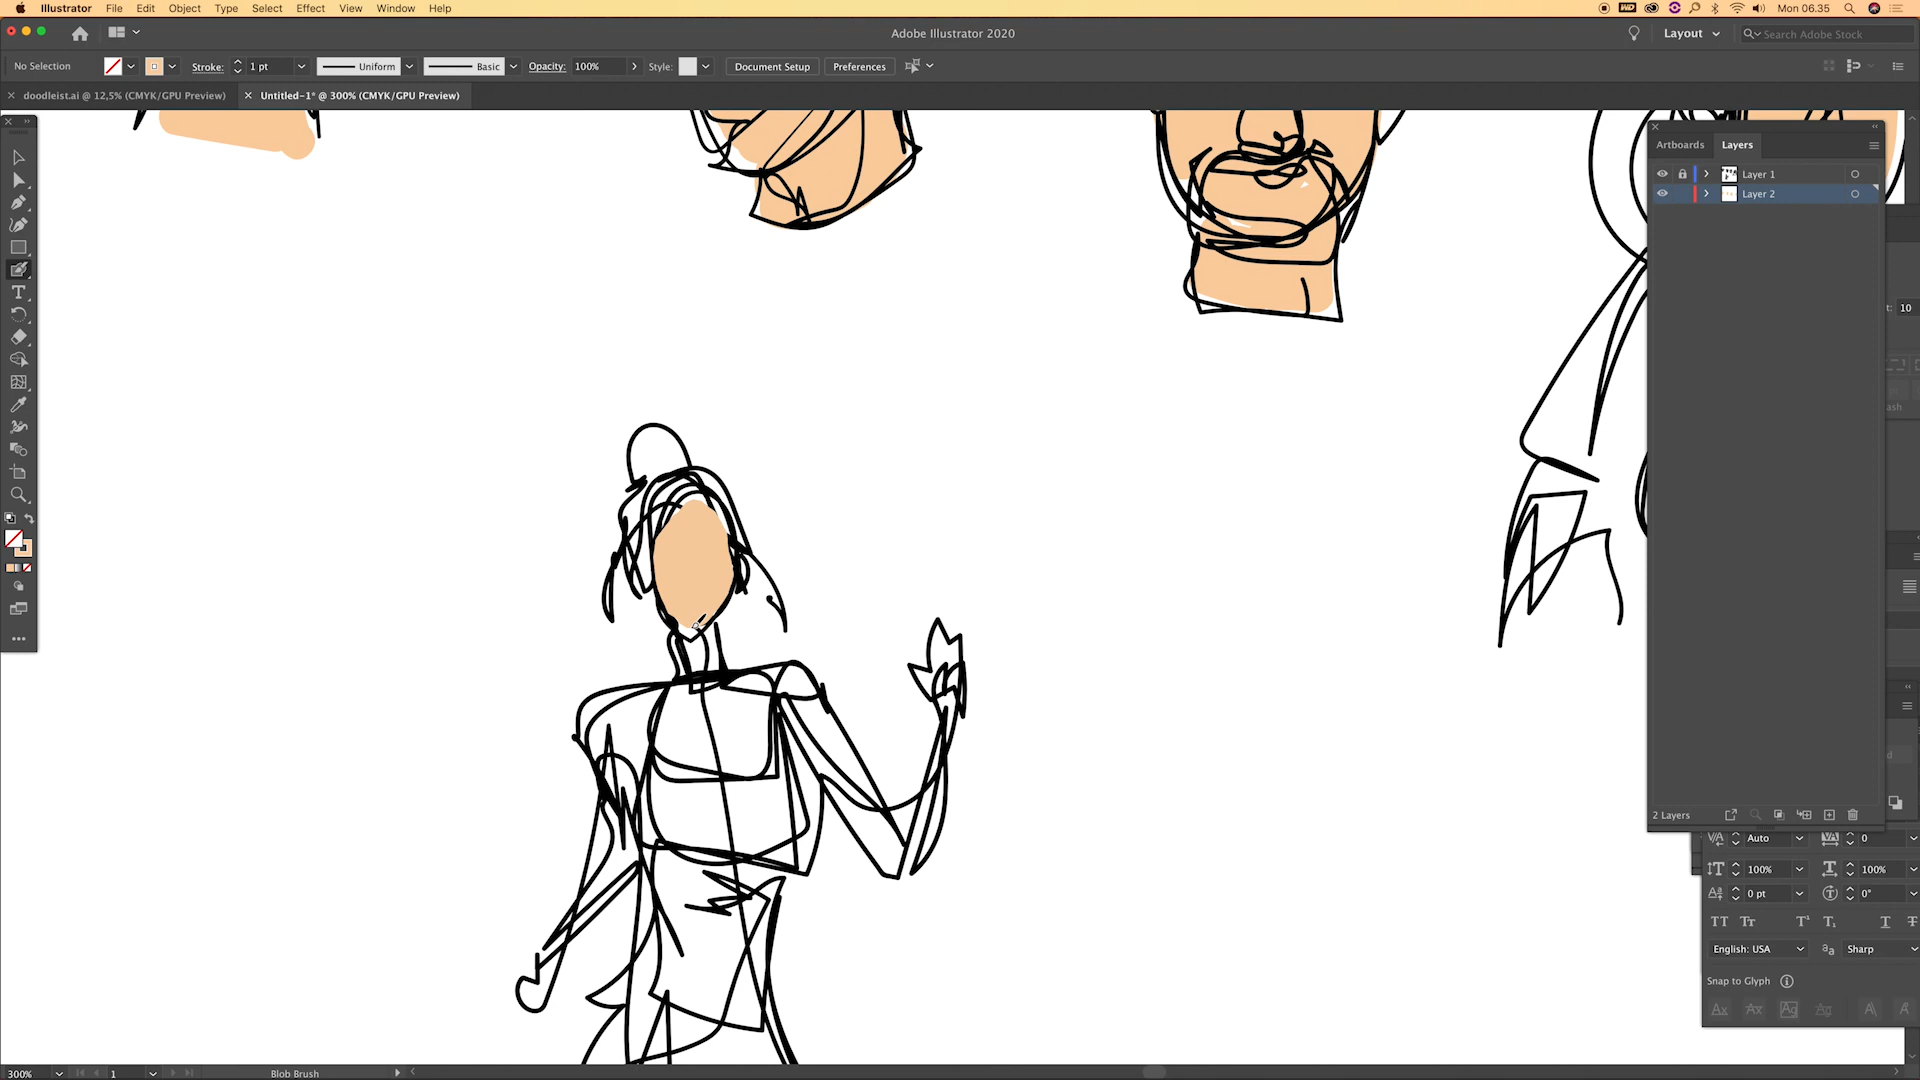 Illustrator File Edit Type Select Effect View Window Help Mon 06.35
Adobe Illustrator 2020 Layout Search Adobe Stock
No Selection Stroke: 1 pt Uniform Basic Opacity: 100% Style: Document Setup Preferences
doodleist.ai @ 12,5% (CMYK/GPU Preview) Untitled-1* @ 300% (CMYK/GPU Preview)
Artboards Layers
Layer 1
Layer 2
10
ash
2 Layers
Auto 0
100% 100%
0 pt 0°
English: USA Sharp
Snap to Glyph
300% 1 Blob Brush